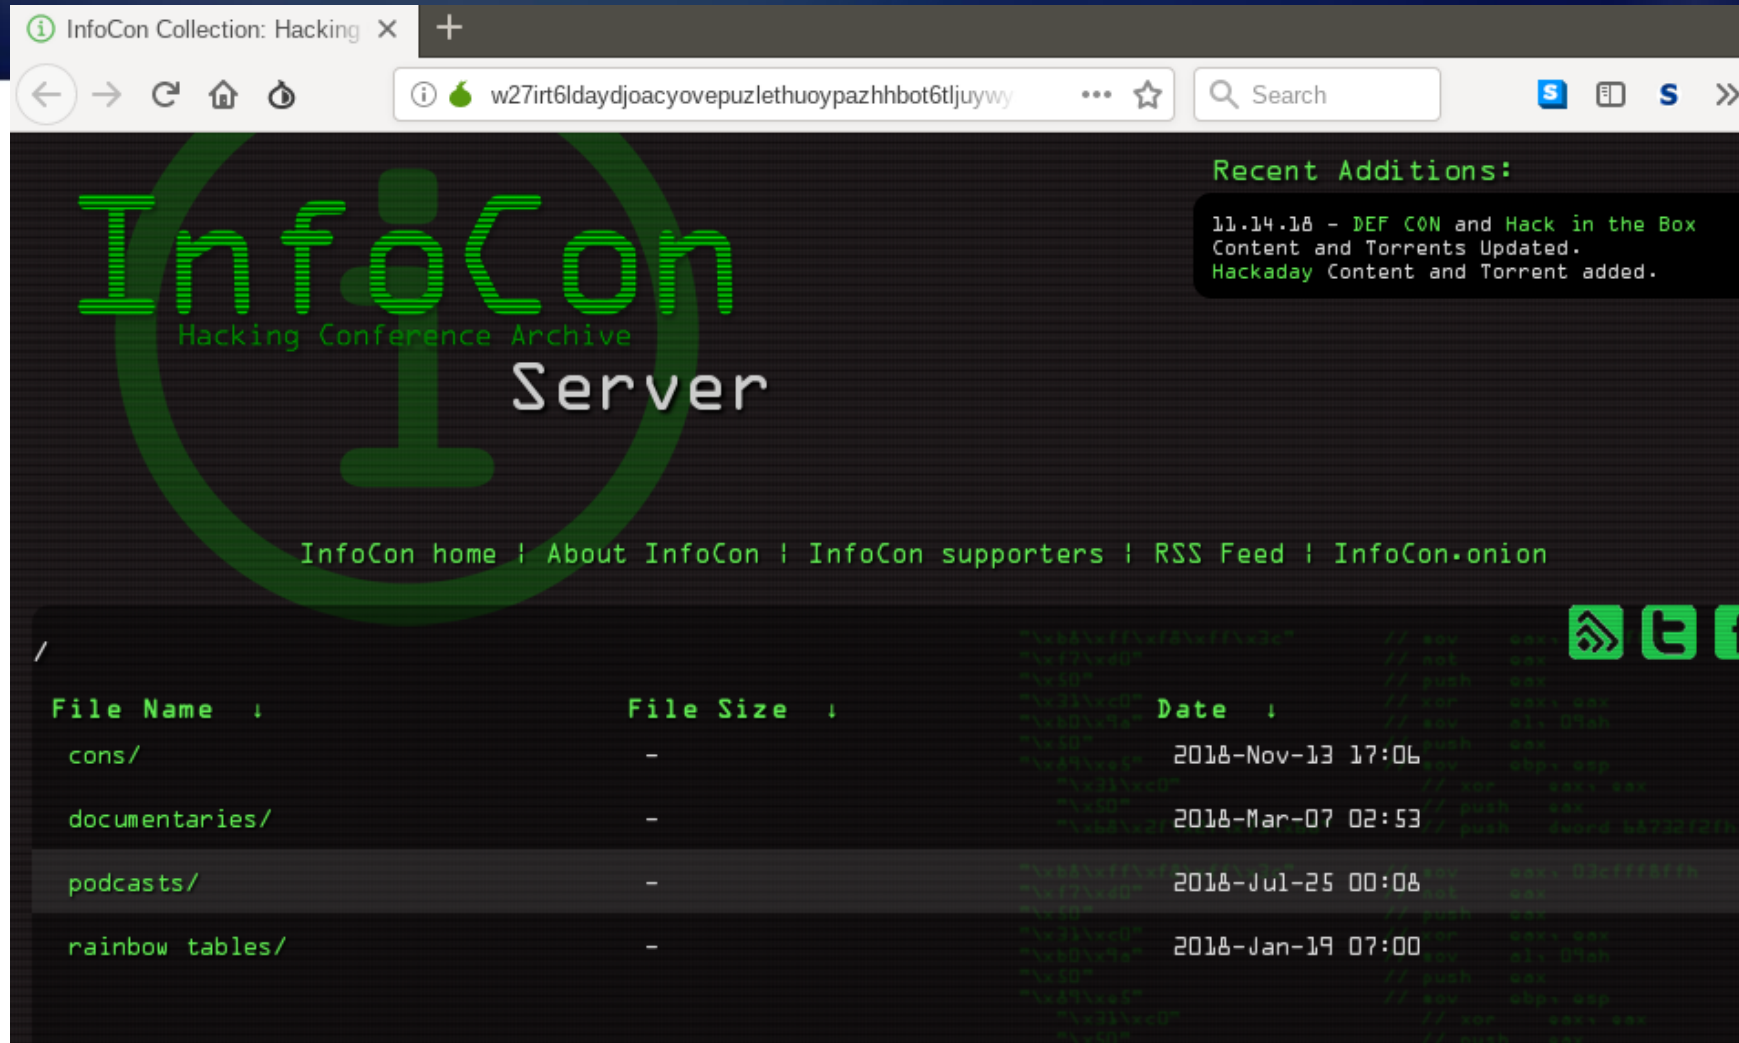 InfoCon Collection: Hacking
w27irt6ldaydjoacyovepuzlethuoypazhhbot6tljuywy
Search
Recent Additions:
11.14.18 - DEF CON and Hack in the Box
Content and Torrents Updated.
Hackaday Content and Torrent added.
InfoCon
Hacking Conference Archive
Server
InfoCon home ¦ About InfoCon ¦ InfoCon supporters ¦ RSS Feed ¦ InfoCon.onion
/
File Name ↓ File Size ↓ Date ↓
cons/ - 2018-Nov-13 17:06
documentaries/ - 2018-Mar-07 02:53
podcasts/ - 2018-Jul-25 00:08
rainbow tables/ - 2018-Jan-19 07:00